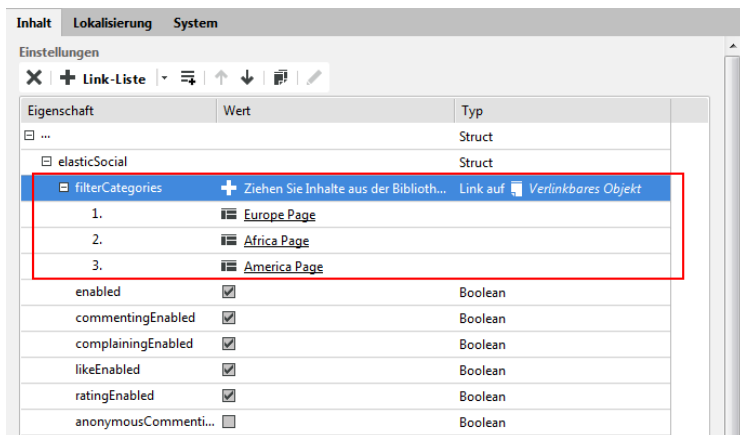 Inhalt Lokalisierung System
Einstellungen
Link-Liste
Eigenschaft Wert Typ
... Struct
elasticSocial Struct
filterCategories Ziehen Sie Inhalte aus der Biblioth... Link auf Verlinkbares Objekt
1. Europe Page
2. Africa Page
3. America Page
enabled Boolean
commentingEnabled Boolean
complainingEnabled Boolean
likeEnabled Boolean
ratingEnabled Boolean
anonymousCommenti... Boolean